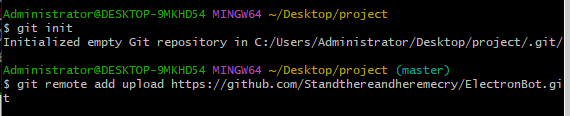 Administrator@DESKTOP-9MKHD54 MINGW64 ~/Desktop/project
$ git init
Initialized empty Git repository in C:/Users/Administrator/Desktop/project/.git/
Administrator@DESKTOP-9MKHD54 MINGW64 ~/Desktop/project (master)
$ git remote add upload https://github.com/Standthereandheremecry/ElectronBot.gi
t